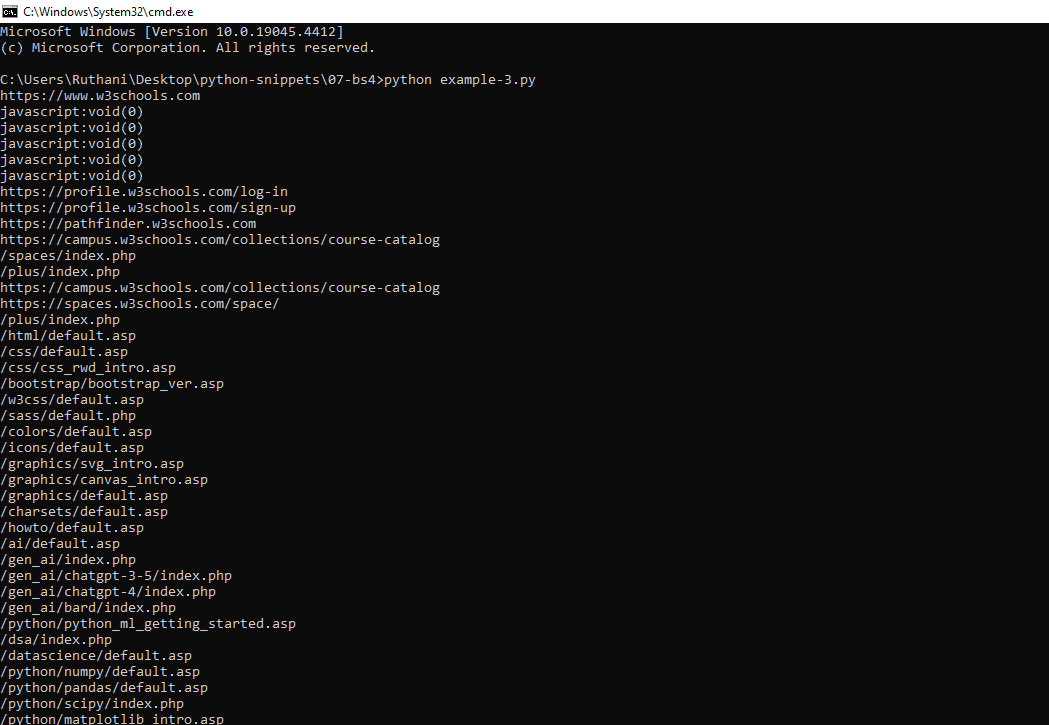 C:\Windows\System32\cmd.exe
Microsoft Windows [Version 10.0.19045.4412]
(c) Microsoft Corporation. All rights reserved.
C:\Users\Ruthani\Desktop\python-snippets\07-bs4>python example-3.py
https://www.w3schools.com
javascript:void(0)
javascript:void(0)
javascript:void(0)
javascript:void(0)
javascript:void(0)
https://profile.w3schools.com/log-in
https://profile.w3schools.com/sign-up
https://pathfinder.w3schools.com
https://campus.w3schools.com/collections/course-catalog
/spaces/index.php
/plus/index.php
https://campus.w3schools.com/collections/course-catalog
https://spaces.w3schools.com/space/
/plus/index.php
/html/default.asp
/css/default.asp
/css/css_rwd_intro.asp
/bootstrap/bootstrap_ver.asp
/w3css/default.asp
/sass/default.php
/colors/default.asp
/icons/default.asp
/graphics/svg_intro.asp
/graphics/canvas_intro.asp
/graphics/default.asp
/charsets/default.asp
/howto/default.asp
/ai/default.asp
/gen_ai/index.php
/gen_ai/chatgpt-3-5/index.php
/gen_ai/chatgpt-4/index.php
/gen_ai/bard/index.php
/python/python_ml_getting_started.asp
/dsa/index.php
/datascience/default.asp
/python/numpy/default.asp
/python/pandas/default.asp
/python/scipy/index.php
/python/matplotlib_intro.asp